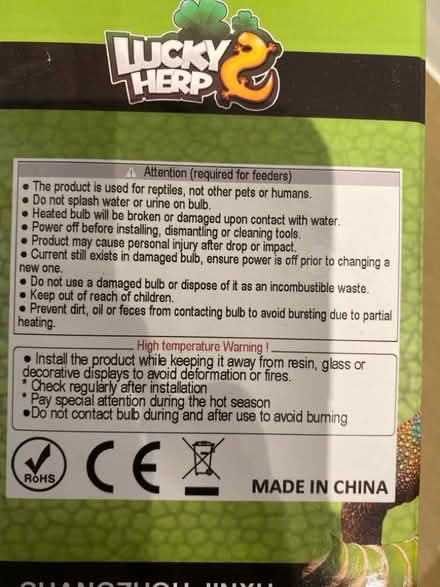 LUCKY
HERP
Attention (required for feeders)
● The product is used for reptiles, not other pets or humans.
● Do not splash water or urine on bulb.
● Heated bulb will be broken or damaged upon contact with water.
● Power off before installing, dismantling or cleaning tools.
● Product may cause personal injury after drop or impact.
● Current still exists in damaged bulb, ensure power is off prior to changing a
new one.
● Do not use a damaged bulb or dispose of it as an incombustible waste.
● Keep out of reach of children.
● Prevent dirt, oil or feces from contacting bulb to avoid bursting due to partial
heating.
High temperature Warning !
● Install the product while keeping it away from resin, glass or
decorative displays to avoid deformation or fires.
* Check regularly after installation
* Pay special attention during the hot season
●Do not contact bulb during and after use to avoid burning
RoHS
CE
MADE IN CHINA